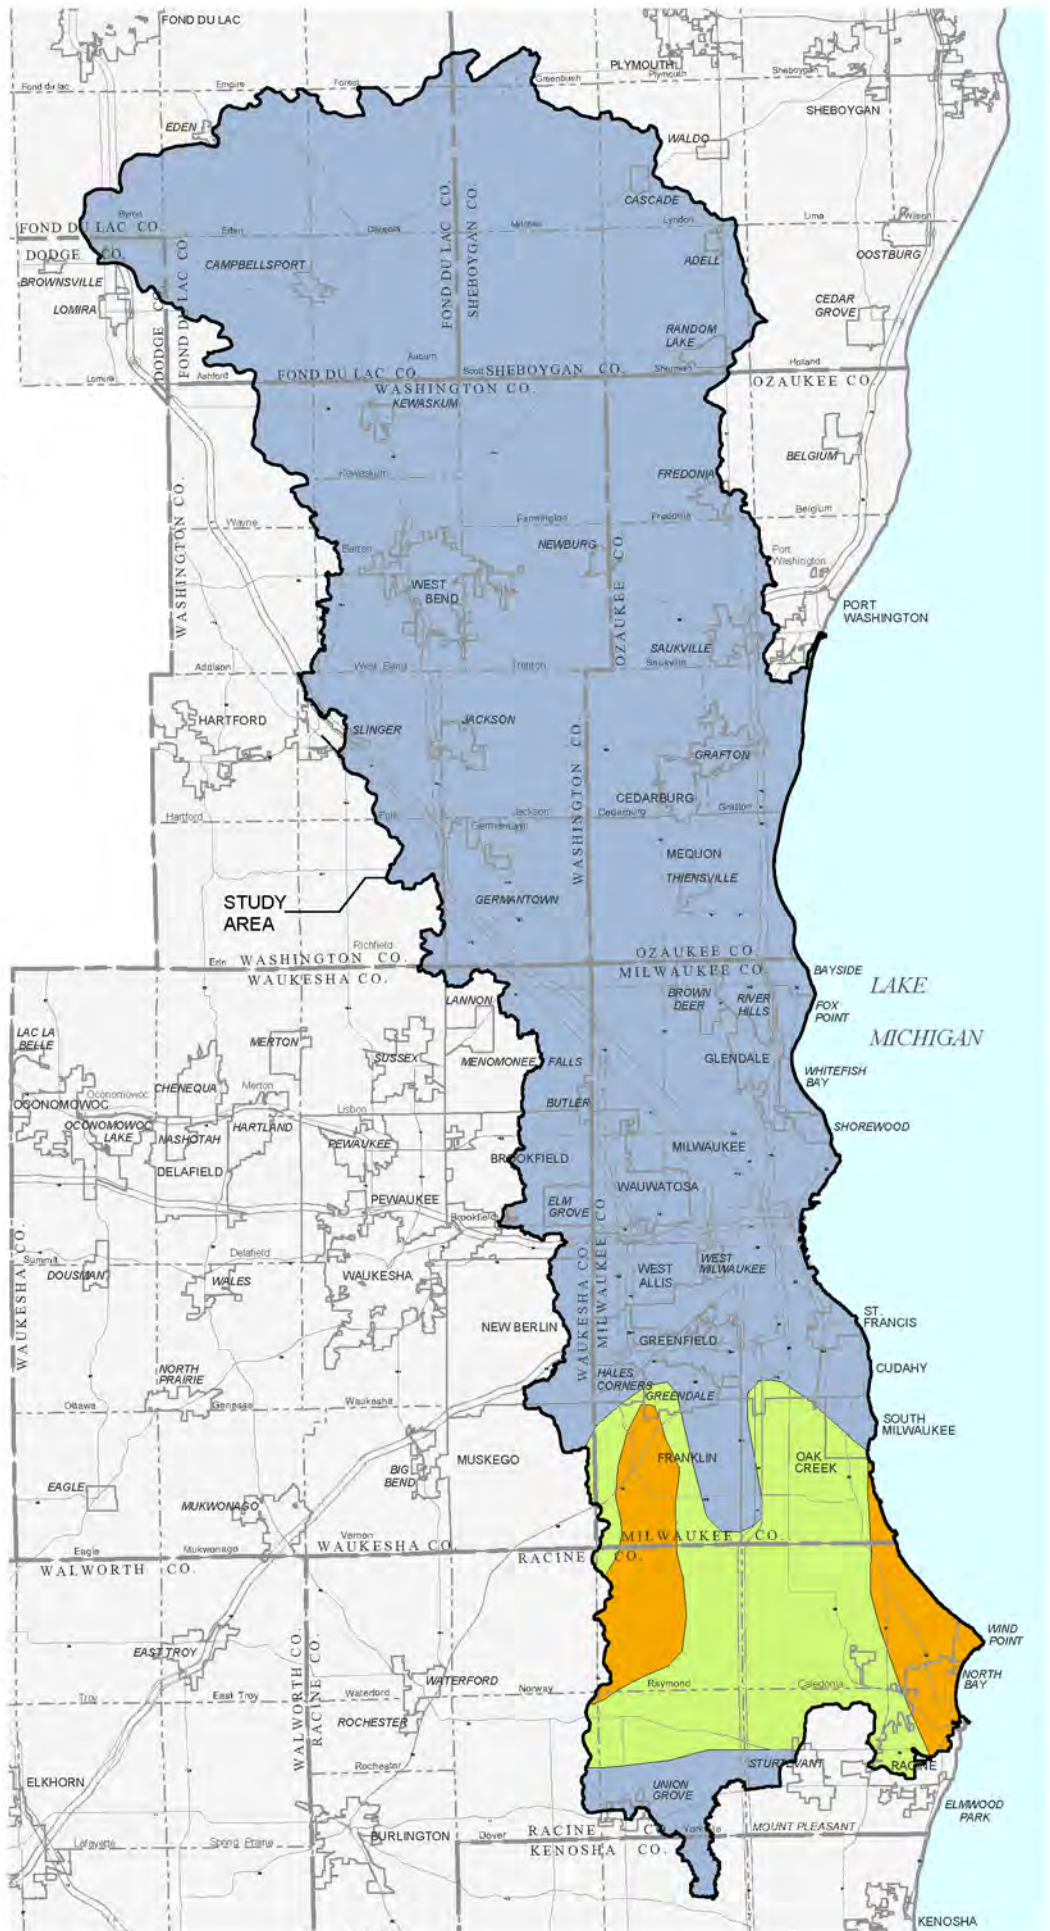 FOND DU LAC
PLYMOUTH
Plymouth
Sheboygan
Fond du lac
Empire
Forest
Greenbush
SHEBOYGAN
EDEN
WALDO
CASCADE
Byron
FOND DU LAC CO.
Eden
Osceola
Mitchell
Lyndon
Lima
Wilson
DODGE CO.
FOND DU LAC CO.
SHEBOYGAN CO.
BROWNSVILLE
CAMPBELLSPORT
ADELL
OOSTBURG
LOMIRA
DODGE CO.
FOND DU LAC CO.
CEDAR
GROVE
RANDOM
LAKE
Auburn
Lomira
Ashford
FOND DU LAC CO.
Scott
SHEBOYGAN CO.
Sherman
Holland
WASHINGTON CO.
OZAUKEE CO.
KEWASKUM
BELGIUM
Kewaskum
FREDONIA
WASHINGTON CO.
Wayne
Farmington
Fredonia
Belgium
Barton
NEWBURG
OZAUKEE CO.
Port
Washington
WEST
BEND
PORT
WASHINGTON
SAUKVILLE
Addison
West Bend
Trenton
Saukville
HARTFORD
SLINGER
JACKSON
WASHINGTON CO.
GRAFTON
CEDARBURG
Hartford
Polk
Jackson
Cedarburg
Grafton
Germantown
MEQUON
THIENSVILLE
STUDY
AREA
GERMANTOWN
Richfield
Erin
WASHINGTON CO.
OZAUKEE CO.
WAUKESHA CO.
MILWAUKEE CO.
BAYSIDE
LAKE
MICHIGAN
LANNON
BROWN
DEER
RIVER
HILLS
FOX
POINT
LAC LA
BELLE
MERTON
SUSSEX
MENOMONEE FALLS
GLENDALE
WHITEFISH
BAY
CHENEQUA
Merton
Oconomowoc
OCONOMOWOC
Lisbon
BUTLER
OCONOMOWOC
LAKE
NASHOTAH
HARTLAND
PEWAUKEE
SHOREWOOD
MILWAUKEE
DELAFIELD
BROOKFIELD
PEWAUKEE
WAUWATOSA
ELM
GROVE
Brookfield
WAUKESHA CO.
Summit
Delafield
WAUKESHA CO.
MILWAUKEE CO
DOUSMAN
WALES
WAUKESHA
WEST
ALLIS
WEST
MILWAUKEE
NEW BERLIN
GREENFIELD
ST.
FRANCIS
NORTH
PRAIRIE
HALES
CORNERS
GREENDALE
CUDAHY
Ottawa
Genesee
Waukesha
SOUTH
MILWAUKEE
BIG
BEND
MUSKEGO
FRANKLIN
OAK
CREEK
EAGLE
MUKWONAGO
Vernon
Eagle
Mukwonago
WAUKESHA CO.
MILWAUKEE CO.
WALWORTH CO.
RACINE CO.
EAST TROY
WALWORTH CO.
RACINE CO
WATERFORD
WIND
POINT
NORTH
BAY
Troy
East Troy
Waterford
Norway
Raymond
Caledonia
ROCHESTER
Rochester
STURTEVANT
RACINE
ELKHORN
UNION
GROVE
ELMWOOD
PARK
Lafayette
Spring Prairie
BURLINGTON
Dover
RACINE CO.
Yorkville
MOUNT PLEASANT
KENOSHA CO.
KENOSHA